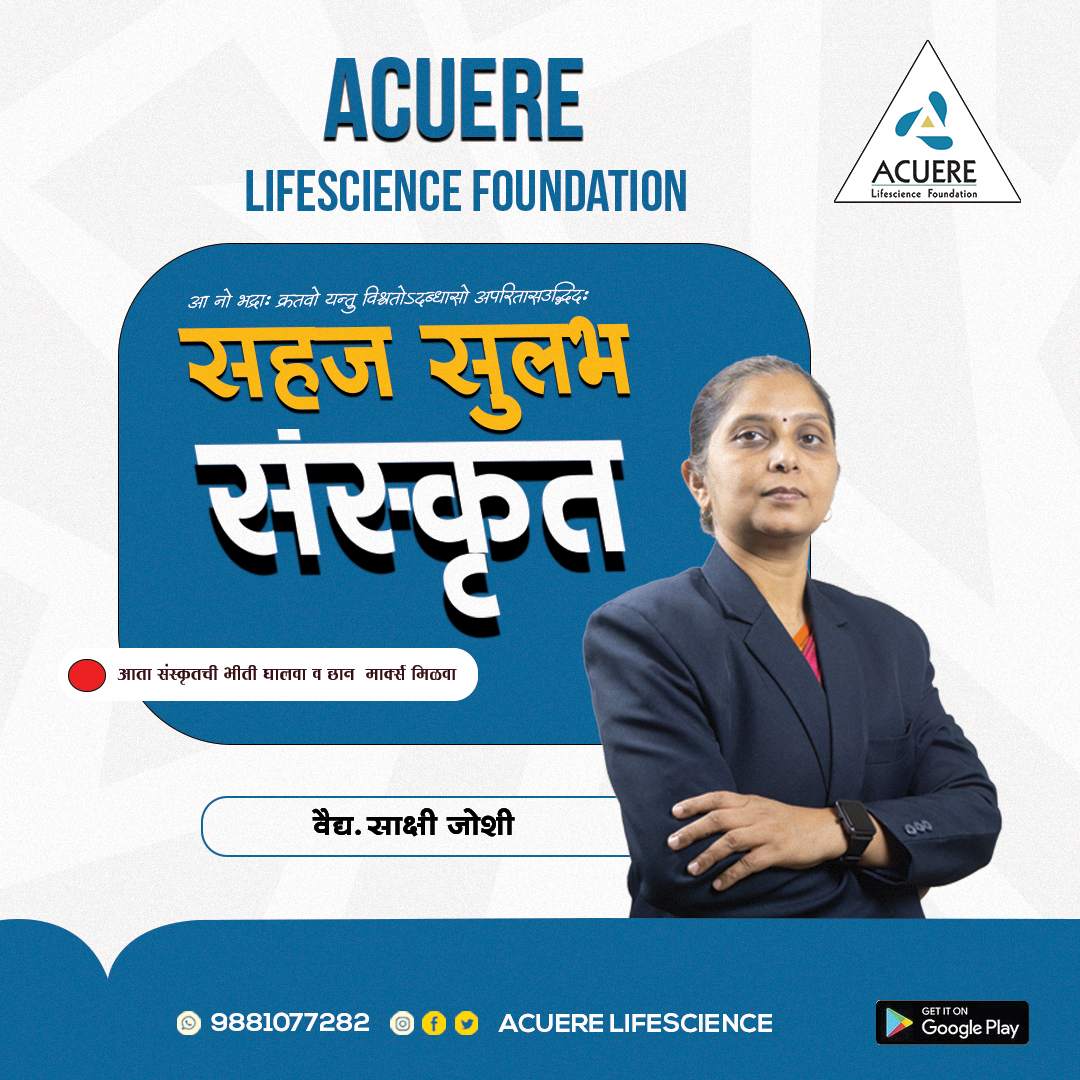 ACUERE
LIFESCIENCE FOUNDATION
ACUERE
Lifescience Foundation
आ नो भद्राः क्रतवो यन्तु विश्वतोऽदब्धासो अपरितासउद्भिदः
सहज सुलभ
संस्कृत
आता संस्कृतची भीती घालवा व छान मार्क्स मिळवा
वैद्य. साक्षी जोशी
9881077282 ACUERE LIFESCIENCE
GET IT ON
Google Play